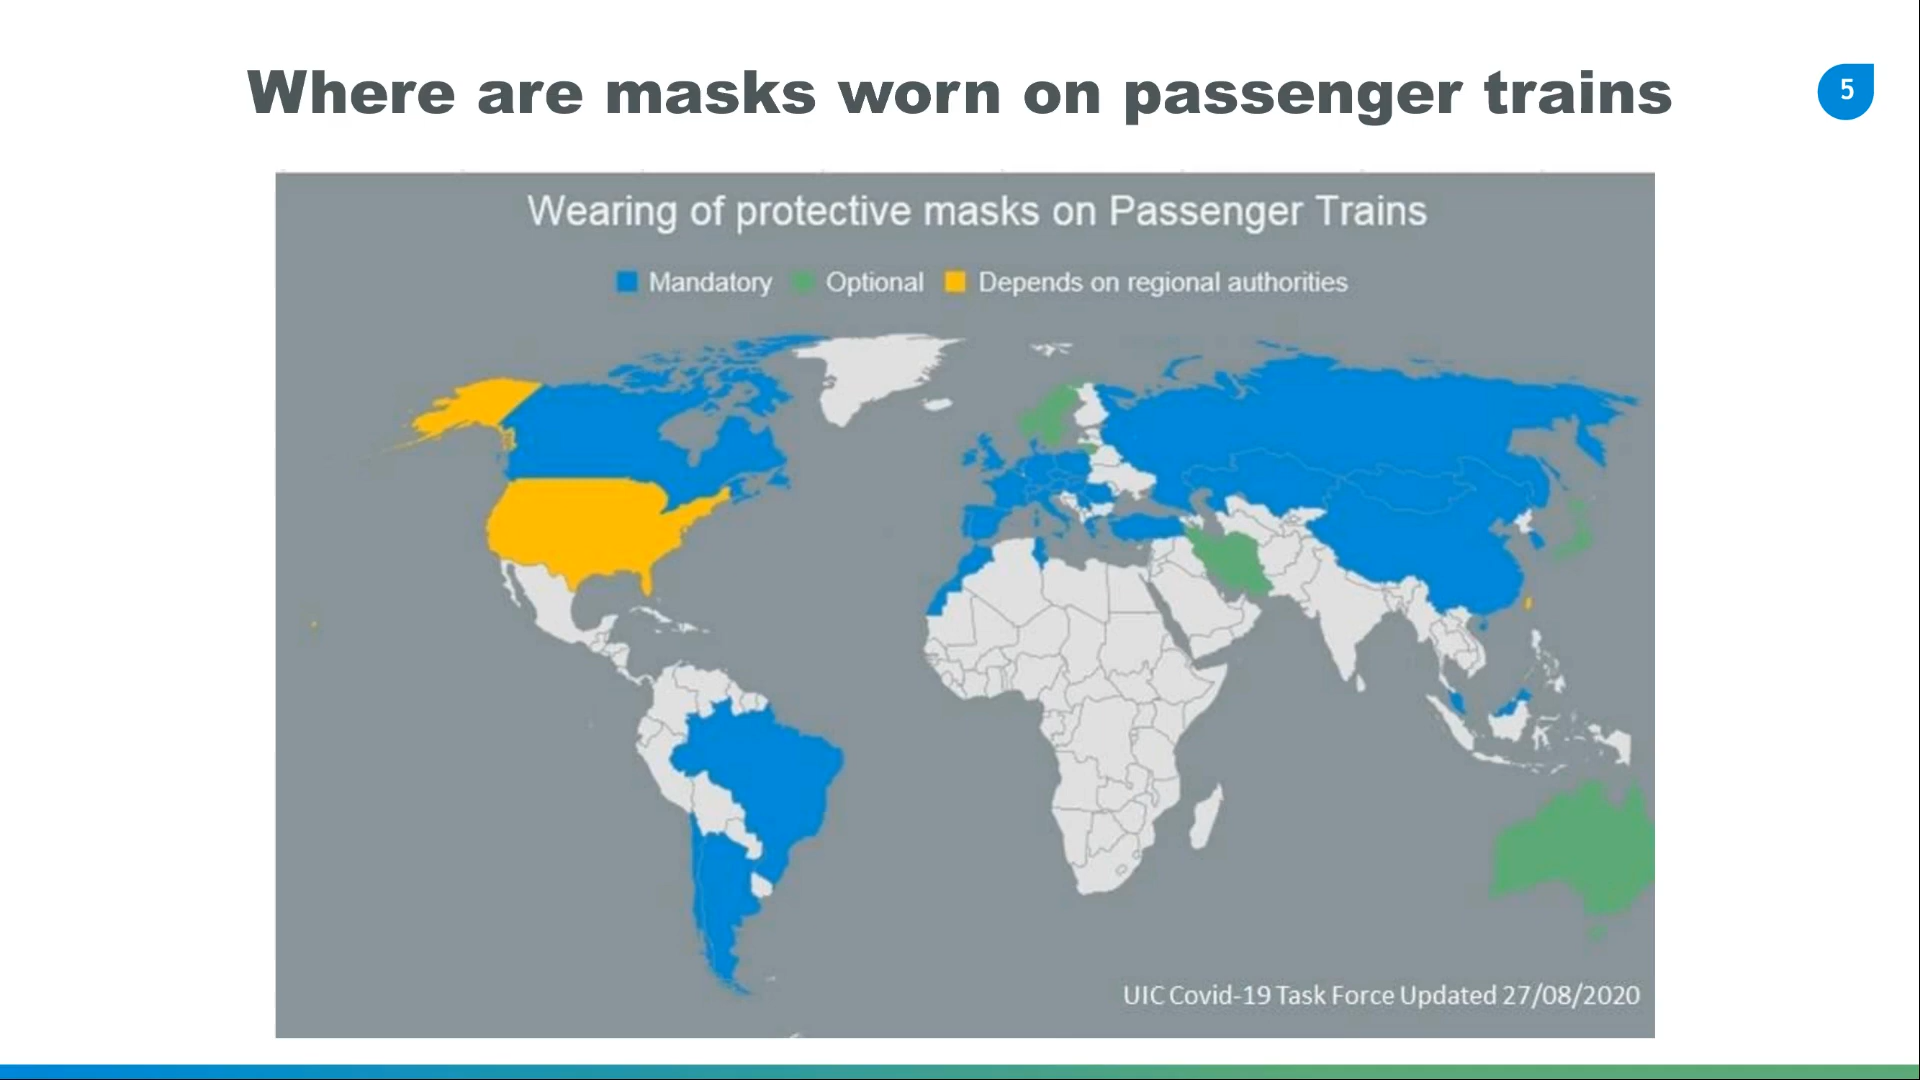 Where are masks worn on passenger trains
5
Wearing of protective masks on Passenger Trains
Mandatory Optional Depends on regional authorities
UIC Covid-19 Task Force Updated 27/08/2020